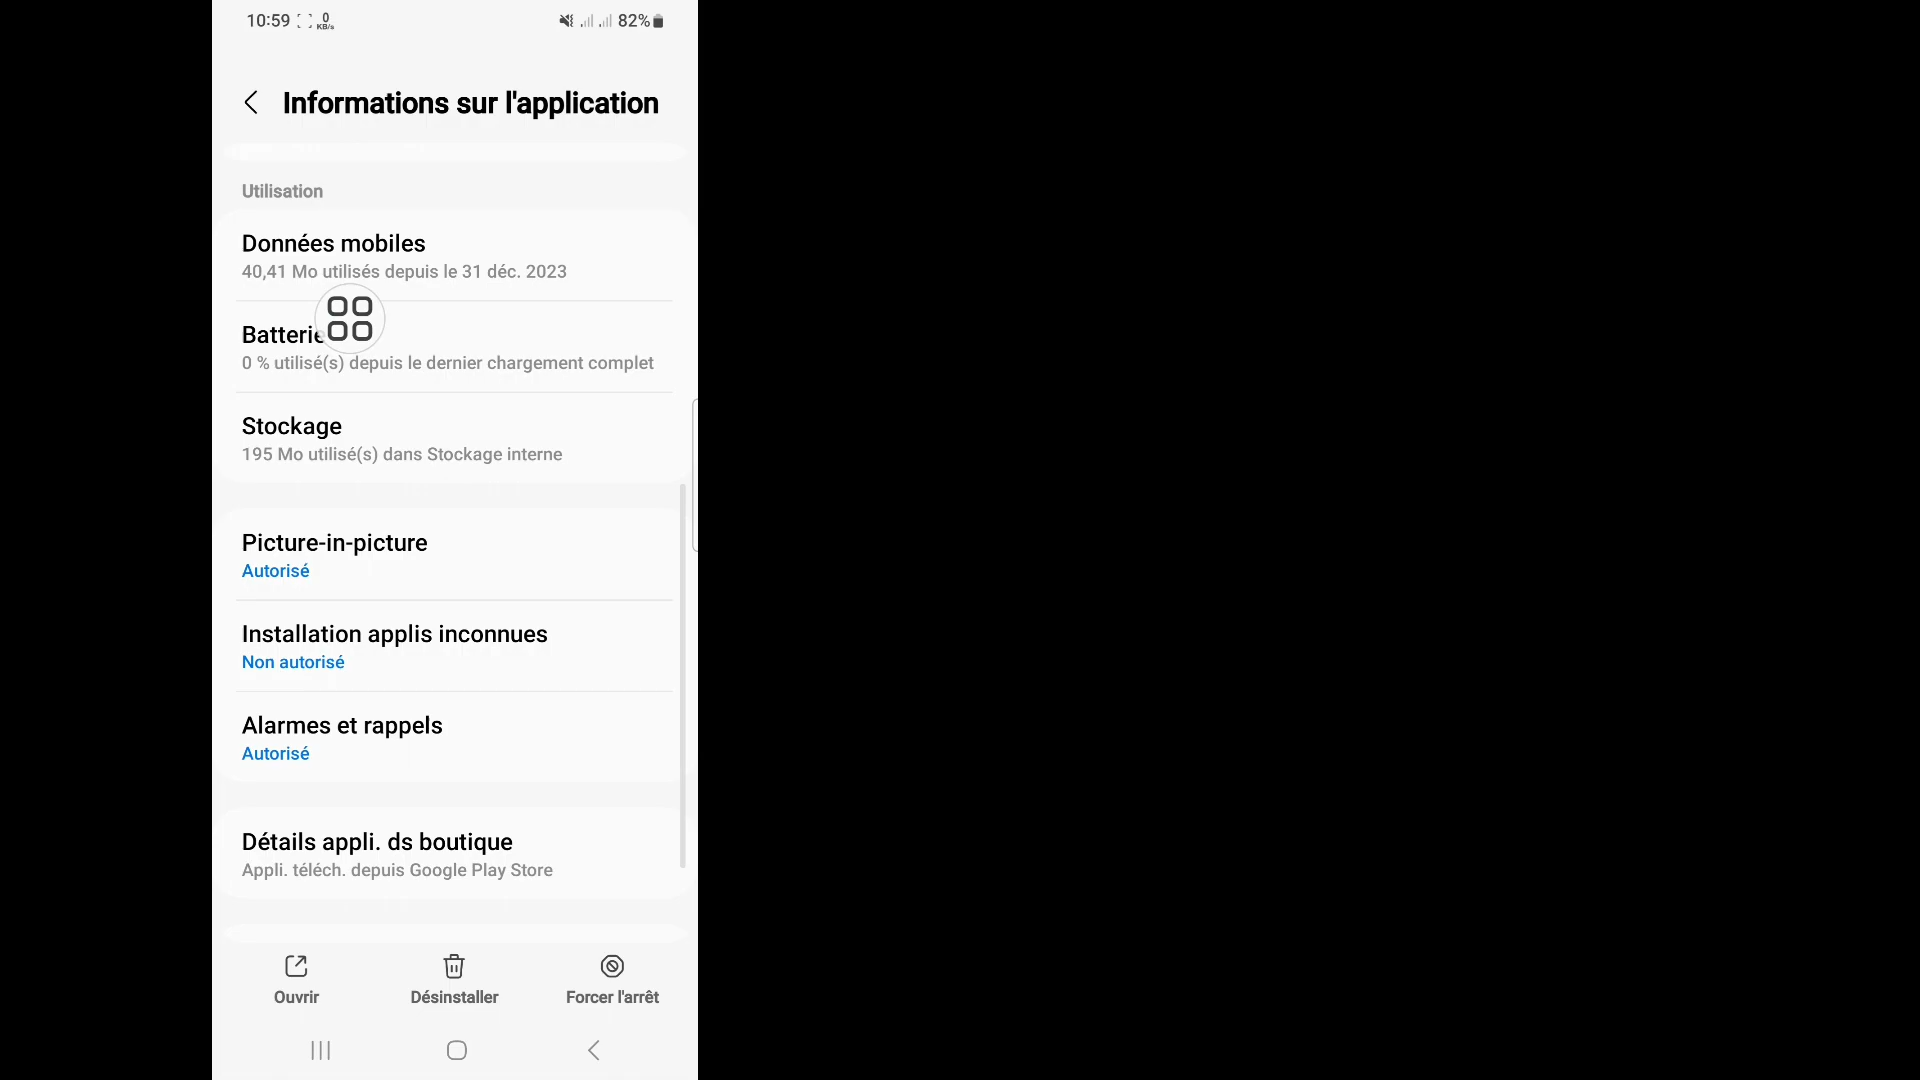 10:59 0 KB/s 82%
Informations sur l'application
Utilisation
Données mobiles
40,41 Mo utilisés depuis le 31 déc. 2023
Batterie
0 % utilisé(s) depuis le dernier chargement complet
Stockage
195 Mo utilisé(s) dans Stockage interne
Picture-in-picture
Autorisé
Installation applis inconnues
Non autorisé
Alarmes et rappels
Autorisé
Détails appli. ds boutique
Appli. téléch. depuis Google Play Store
Ouvrir Désinstaller Forcer l'arrêt